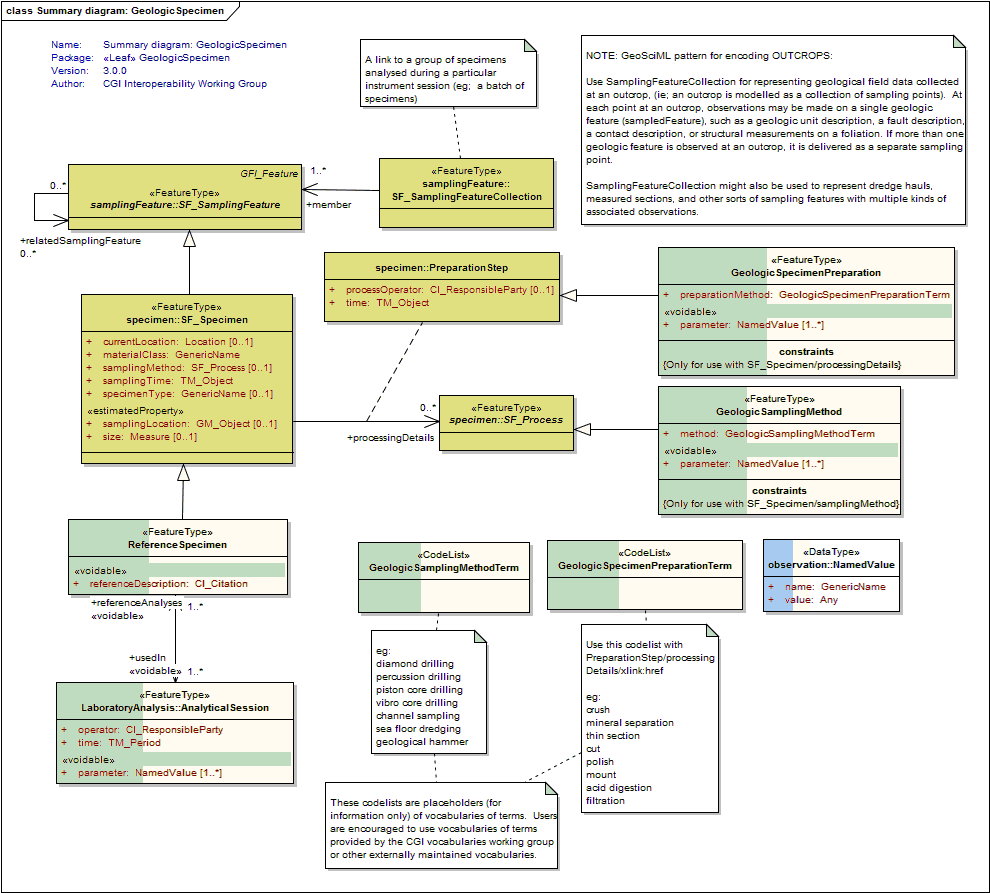 class Summary diagram: GeologicSpecimen
Name: Summary diagram: GeologicSpecimen
Package: «Leaf» GeologicSpecimen
Version: 3.0.0
Author: CGI Interoperability Working Group
A link to a group of specimens
analysed during a particular
instrument session (eg;  a batch of
specimens)
NOTE: GeoSciML pattern for encoding OUTCROPS:
Use SamplingFeatureCollection for representing geological field data collected
at an outcrop, (ie; an outcrop is modelled as a collection of sampling points).  At
each point at an outcrop, observations may be made on a single geologic
feature (sampledFeature), such as a geologic unit description, a fault description,
a contact description, or structural measurements on a foliation. If more than one
geologic feature is observed at an outcrop, it is delivered as a separate sampling
point.
SamplingFeatureCollection might also be used to represent dredge hauls,
measured sections, and other sorts of sampling features with multiple kinds of
associated observations.
GFI_Feature
«FeatureType»
samplingFeature::SF_SamplingFeature
0..*
+relatedSamplingFeature
0..*
1..*
+member
«FeatureType»
samplingFeature::
SF_SamplingFeatureCollection
specimen::PreparationStep
+ processOperator: CI_ResponsibleParty [0..1]
+ time: TM_Object
«FeatureType»
GeologicSpecimenPreparation
+ preparationMethod: GeologicSpecimenPreparationTerm
«voidable»
+ parameter: NamedValue [1..*]
constraints
{Only for use with SF_Specimen/processingDetails}
«FeatureType»
specimen::SF_Specimen
+ currentLocation: Location [0..1]
+ materialClass: GenericName
+ samplingMethod: SF_Process [0..1]
+ samplingTime: TM_Object
+ specimenType: GenericName [0..1]
«estimatedProperty»
+ samplingLocation: GM_Object [0..1]
+ size: Measure [0..1]
0..*
+processingDetails
«FeatureType»
specimen::SF_Process
«FeatureType»
GeologicSamplingMethod
+ method: GeologicSamplingMethodTerm
«voidable»
+ parameter: NamedValue [1..*]
constraints
{Only for use with SF_Specimen/samplingMethod}
«FeatureType»
ReferenceSpecimen
«voidable»
+ referenceDescription: CI_Citation
+referenceAnalyses
«voidable»
1..*
+usedIn
«voidable» 1..*
«FeatureType»
LaboratoryAnalysis::AnalyticalSession
+ operator: CI_ResponsibleParty
+ time: TM_Period
«voidable»
+ parameter: NamedValue [1..*]
«CodeList»
GeologicSamplingMethodTerm
«CodeList»
GeologicSpecimenPreparationTerm
«DataType»
observation::NamedValue
+ name: GenericName
+ value: Any
eg:
diamond drilling
percussion drilling
piston core drilling
vibro core drilling
channel sampling
sea floor dredging
geological hammer
Use this codelist with
PreparationStep/processing
Details/xlink:href
eg:
crush
mineral separation
thin section
cut
polish
mount
acid digestion
filtration
These codelists are placeholders (for
information only) of vocabularies of terms.  Users
are encouraged to use vocabularies of terms
provided by the CGI vocabularies working group
or other externally maintained vocabularies.